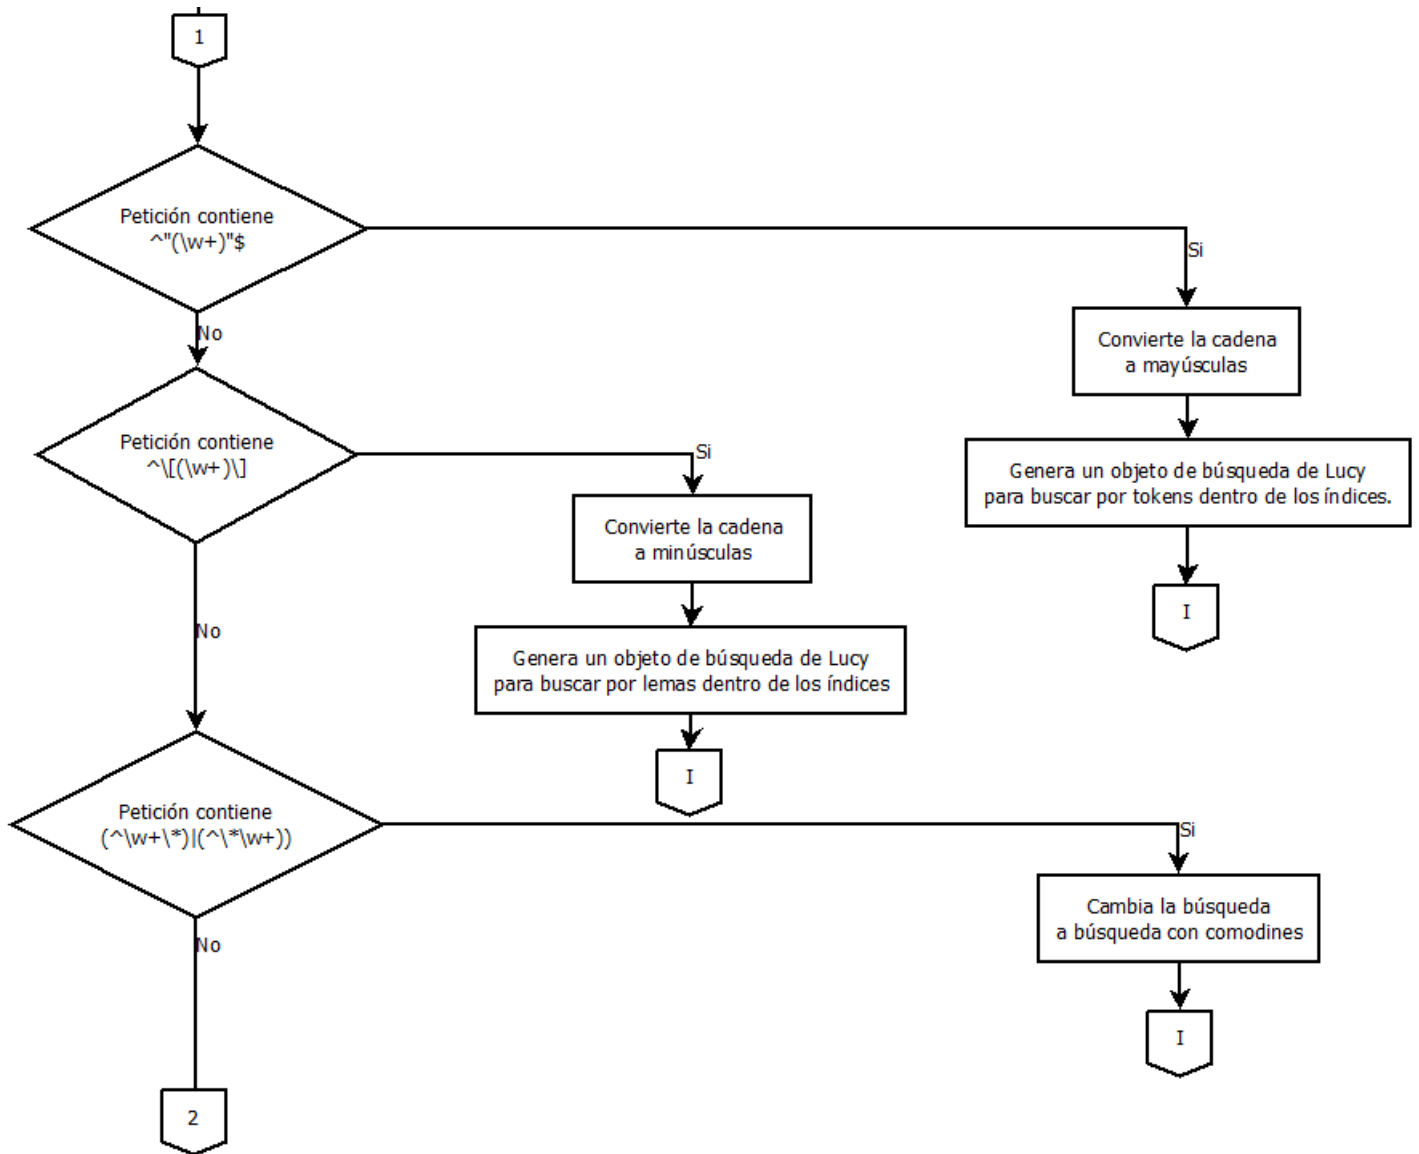 1
Petición contiene
^"(\w+)"$
Si
No
Convierte la cadena
a mayúsculas
Petición contiene
^\[(\w+)\]
Si
Genera un objeto de búsqueda de Lucy
para buscar por tokens dentro de los índices.
Convierte la cadena
a minúsculas
I
No
Genera un objeto de búsqueda de Lucy
para buscar por lemas dentro de los índices
I
Petición contiene
(^\w+\*)|(^\*\w+))
Si
Cambia la búsqueda
a búsqueda con comodines
No
I
2